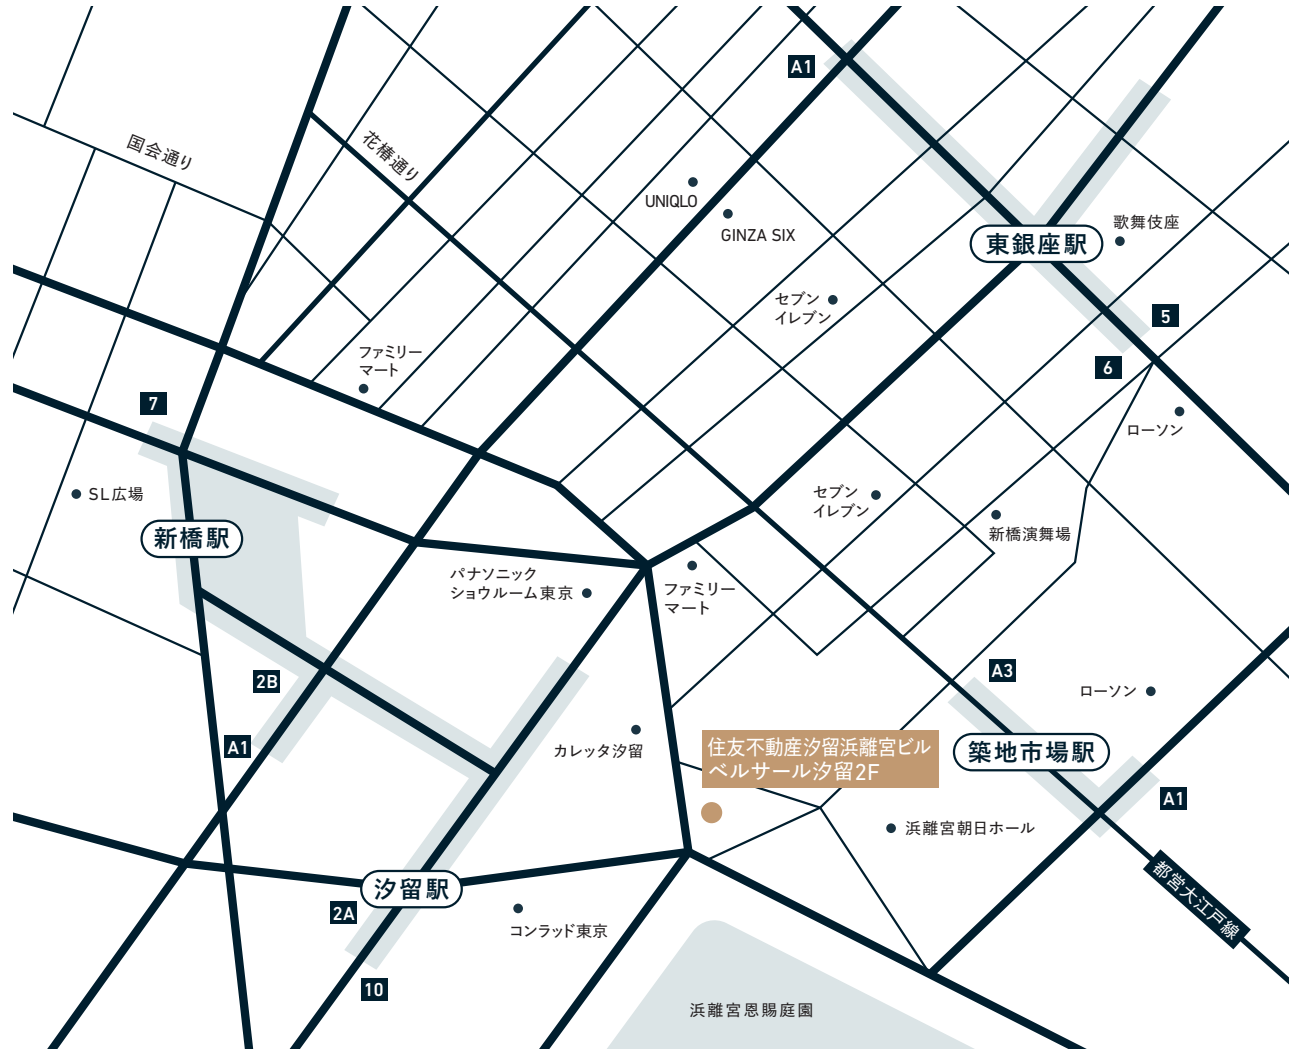 A1
国会通り
花椿通り
UNIQLO
GINZA SIX
歌舞伎座
東銀座駅
セブン
イレブン
5
6
ファミリー
マート
7
ローソン
SL広場
新橋駅
セブン
イレブン
新橋演舞場
パナソニック
ショウルーム東京
ファミリー
マート
2B
A3
ローソン
A1
カレッタ汐留
住友不動産汐留浜離宮ビル
ベルサール汐留2F
築地市場駅
A1
浜離宮朝日ホール
汐留駅
2A
コンラッド東京
都営大江戸線
10
浜離宮恩賜庭園